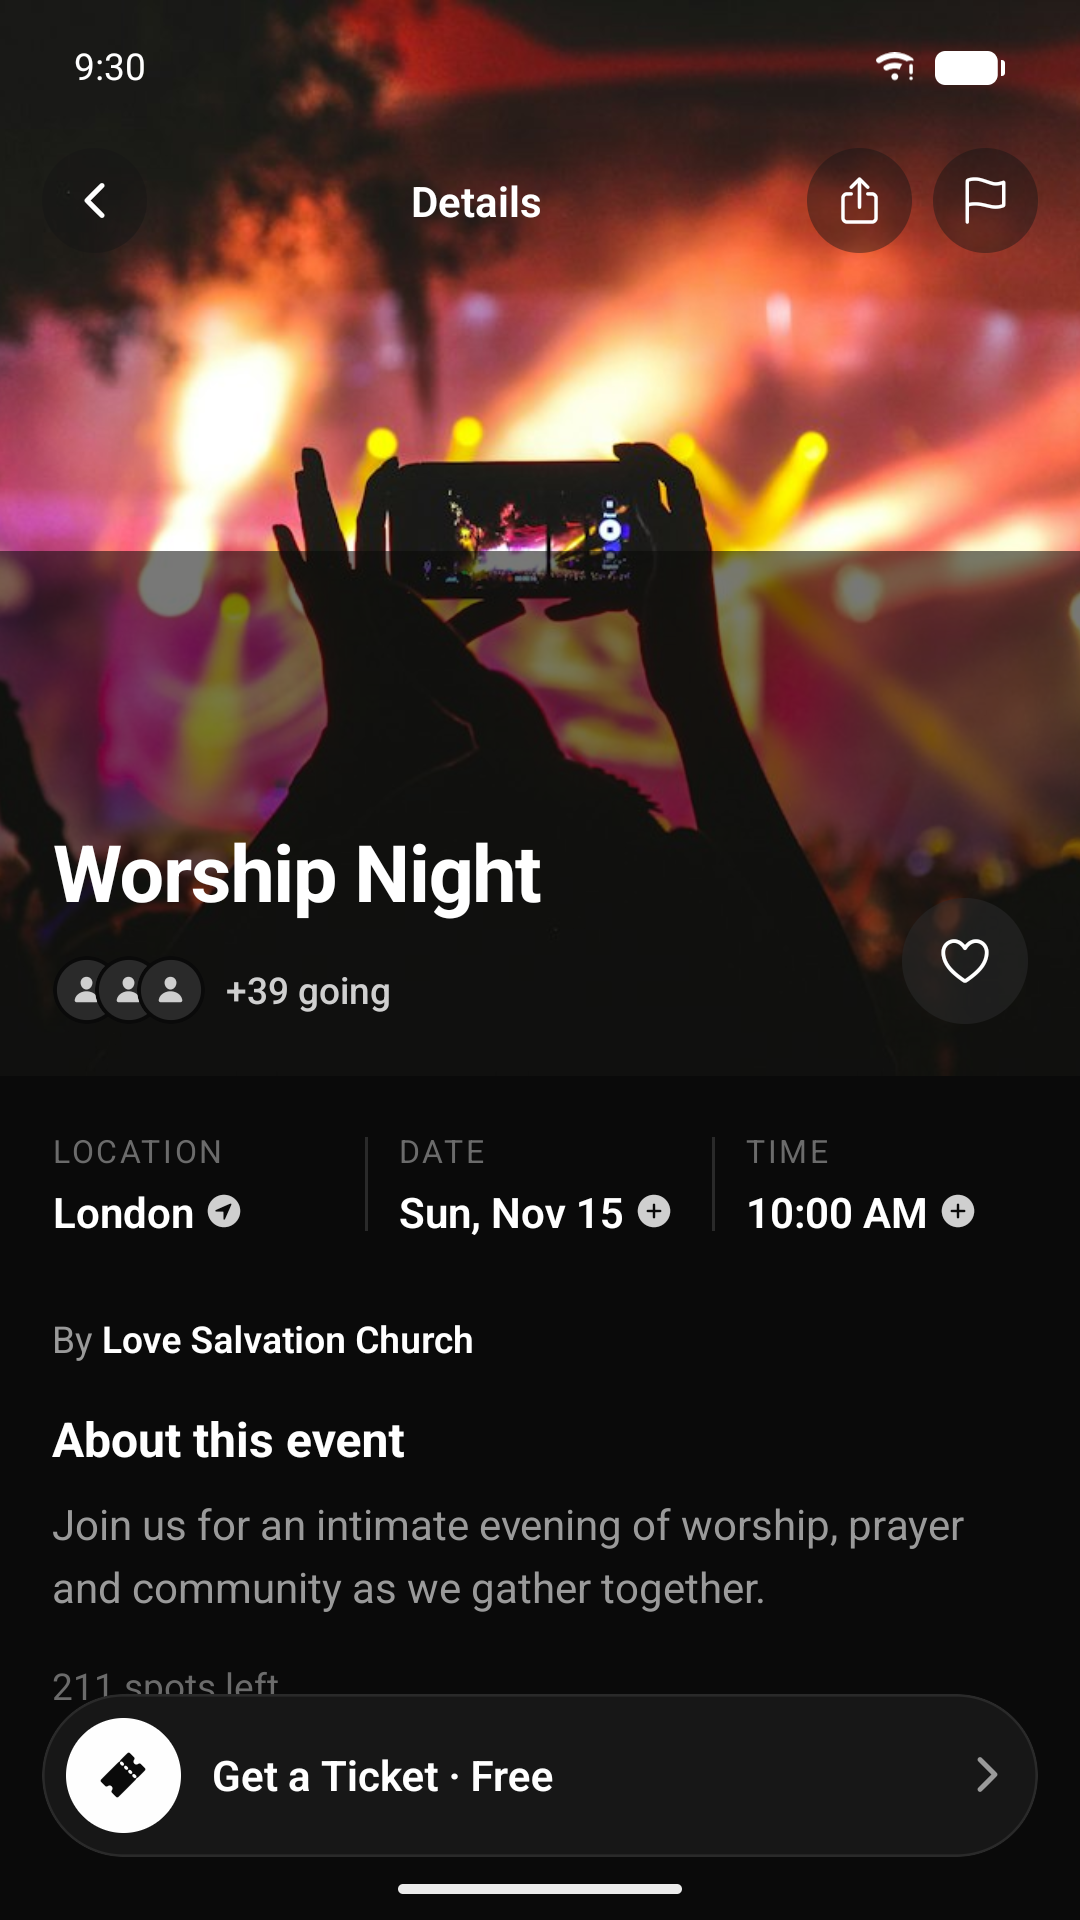 9:30
Details
Worship Night
+39 going
LOCATION
London
DATE
Sun, Nov 15
TIME
10:00 AM
By Love Salvation Church
About this event
Join us for an intimate evening of worship, prayer
and community as we gather together.
211 spots left
Get a Ticket · Free